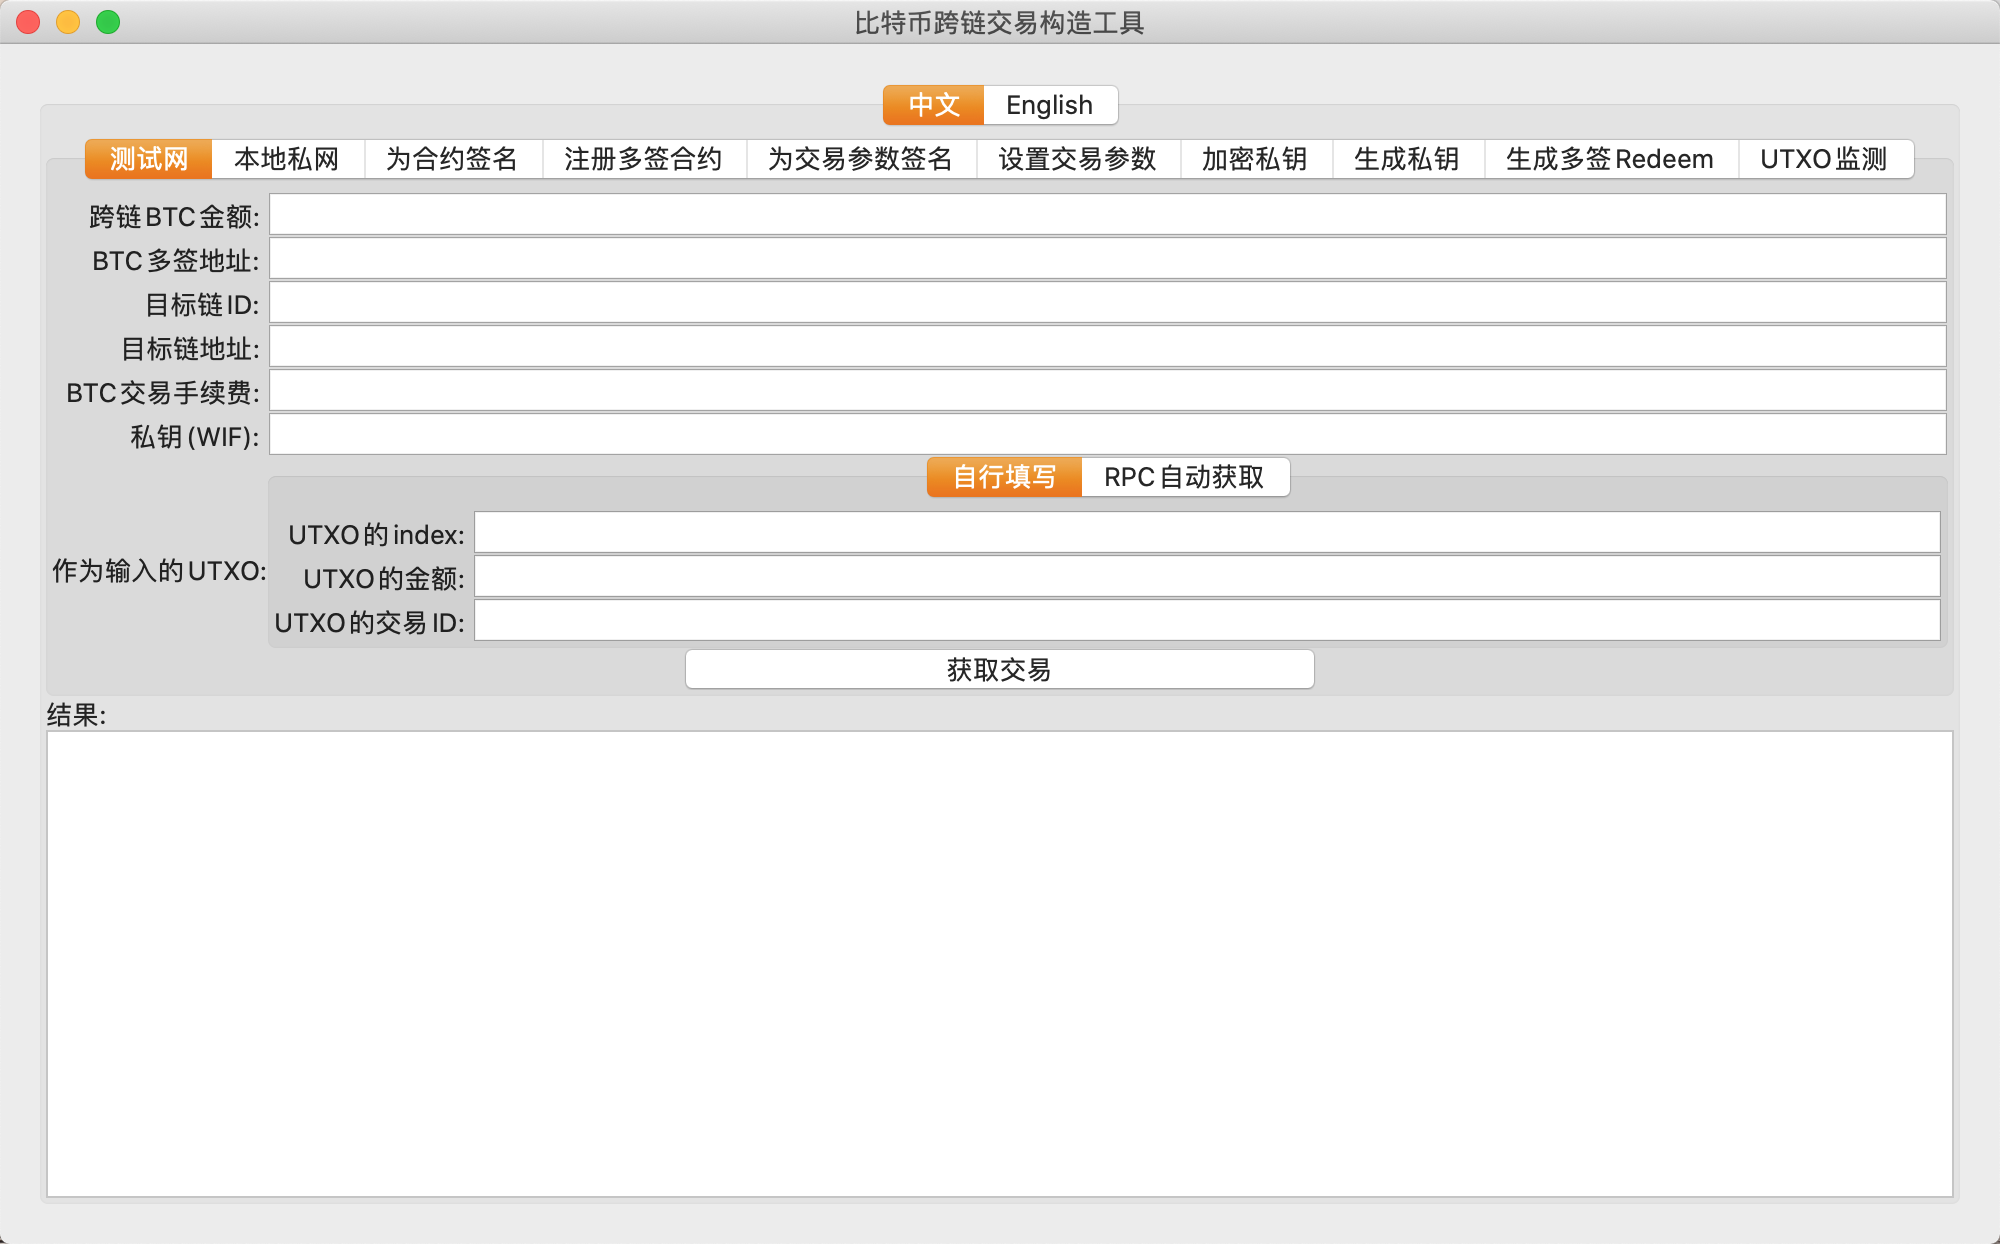 比特币跨链交易构造工具
中文 English
测试网 本地私网 为合约签名 注册多签合约 为交易参数签名 设置交易参数 加密私钥 生成私钥 生成多签Redeem UTXO监测
跨链BTC金额:
BTC多签地址:
目标链ID:
目标链地址:
BTC交易手续费:
私钥(WIF):
自行填写 RPC自动获取
UTXO的index:
作为输入的UTXO:
UTXO的金额:
UTXO的交易ID:
获取交易
结果: